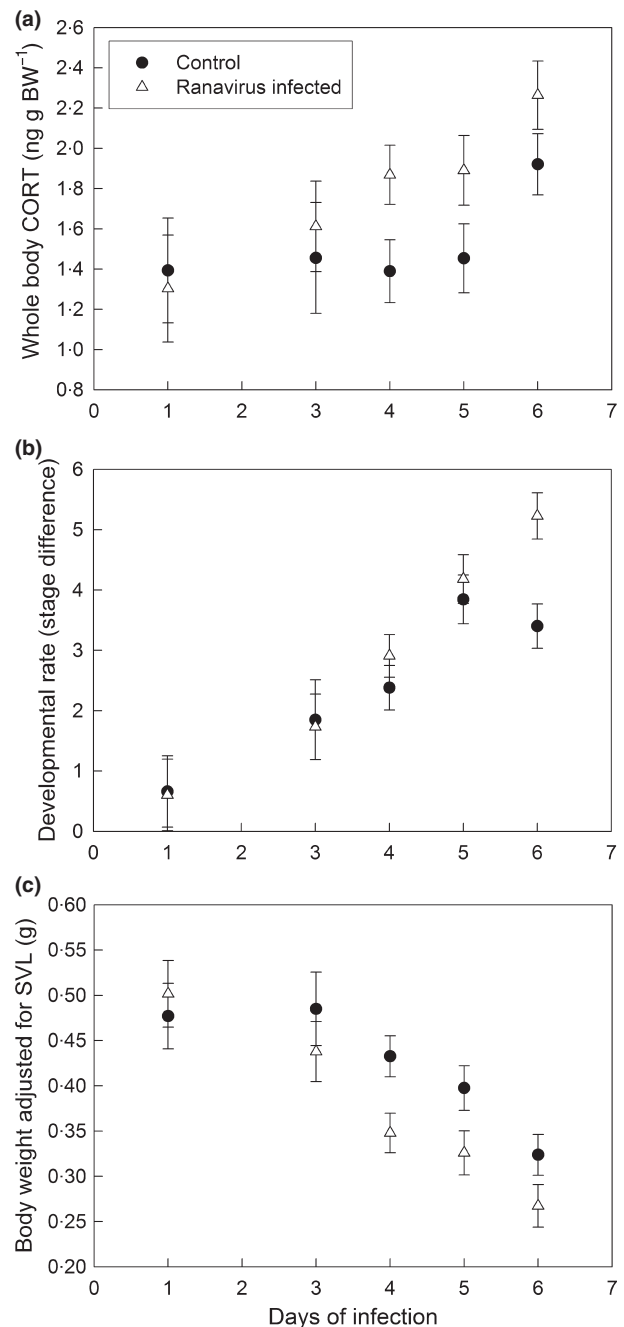 (a)
2·6
2·4
2·2
2·0
1·8
1·6
1·4
1·2
1·0
0·8
Whole body CORT (ng g BW⁻¹)
Control
Ranavirus infected
0 1 2 3 4 5 6 7
(b)
6
5
4
3
2
1
0
Developmental rate (stage difference)
0 1 2 3 4 5 6 7
(c)
0·60
0·55
0·50
0·45
0·40
0·35
0·30
0·25
0·20
Body weight adjusted for SVL (g)
0 1 2 3 4 5 6 7
Days of infection